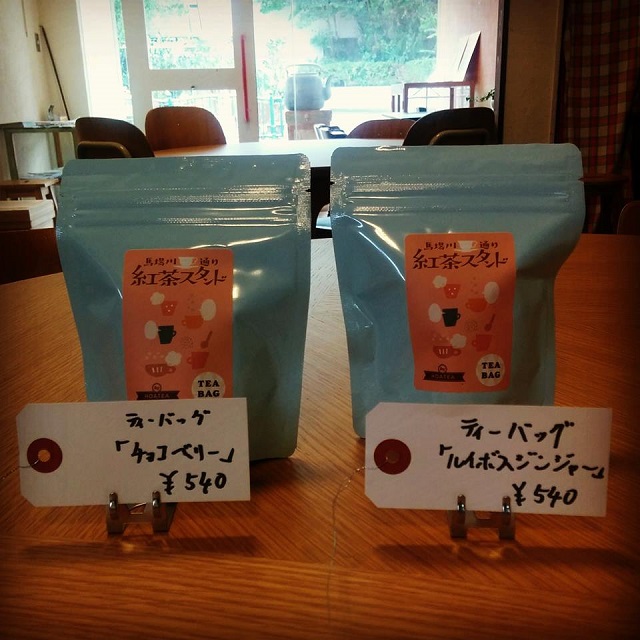 馬場川通り
紅茶スタンド
TEA
BAG
馬場川通り
紅茶スタンド
TEA
BAG
ティーバッグ
「チョコベリー」
¥540
ティーバッグ
「ルイボスジンジャー」
¥540